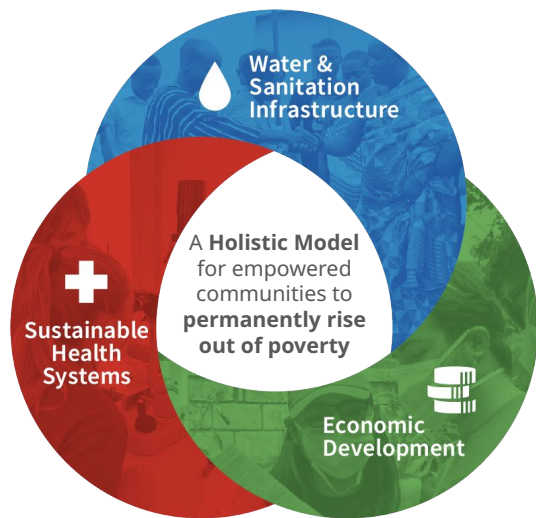 Water &
Sanitation
Infrastructure
A Holistic Model
for empowered
communities to
permanently rise
out of poverty
Sustainable
Health
Systems
Economic
Development